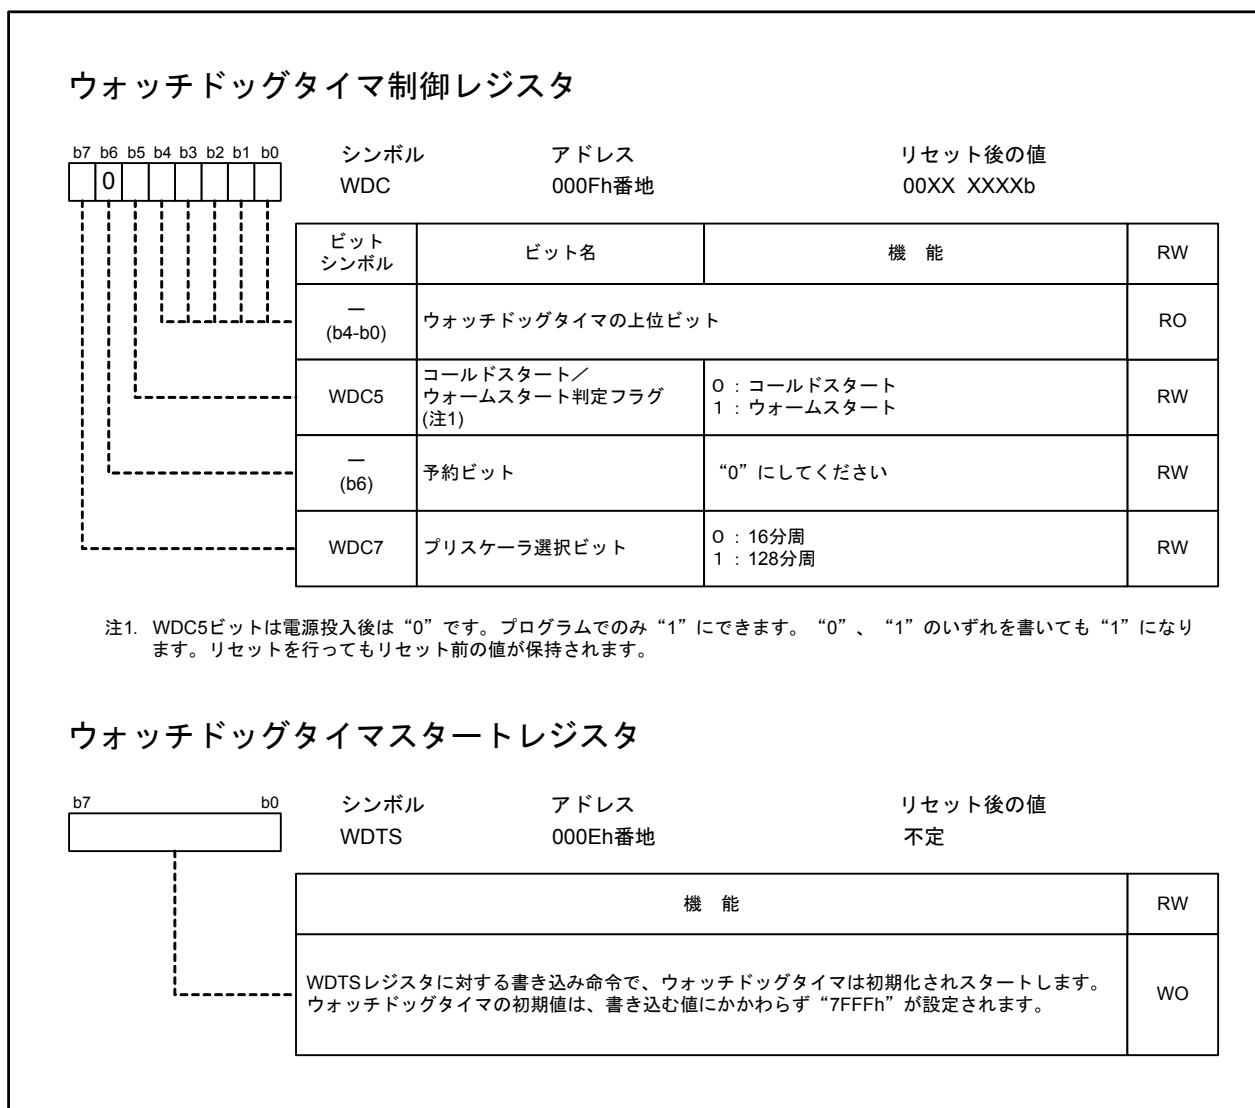 ウォッチドッグタイマ制御レジスタ
b7 b6 b5 b4 b3 b2 b1 b0
0
シンボル アドレス リセット後の値
WDC 000Fh番地 00XX XXXXb
ビット
シンボル
ビット名
機 能
RW
—
(b4-b0)
ウォッチドッグタイマの上位ビット
RO
WDC5
コールドスタート／
ウォームスタート判定フラグ
(注1)
0 : コールドスタート
1 : ウォームスタート
RW
—
(b6)
予約ビット
“0”にしてください
RW
WDC7
プリスケーラ選択ビット
0 : 16分周
1 : 128分周
RW
注1. WDC5ビットは電源投入後は“0”です。プログラムでのみ“1”にできます。“0”、“1”のいずれを書いても“1”になり
ます。リセットを行ってもリセット前の値が保持されます。
ウォッチドッグタイマスタートレジスタ
b7 b0
シンボル アドレス リセット後の値
WDTS 000Eh番地 不定
機 能
RW
WDTSレジスタに対する書き込み命令で、ウォッチドッグタイマは初期化されスタートします。
ウォッチドッグタイマの初期値は、書き込む値にかかわらず“7FFFh”が設定されます。
WO